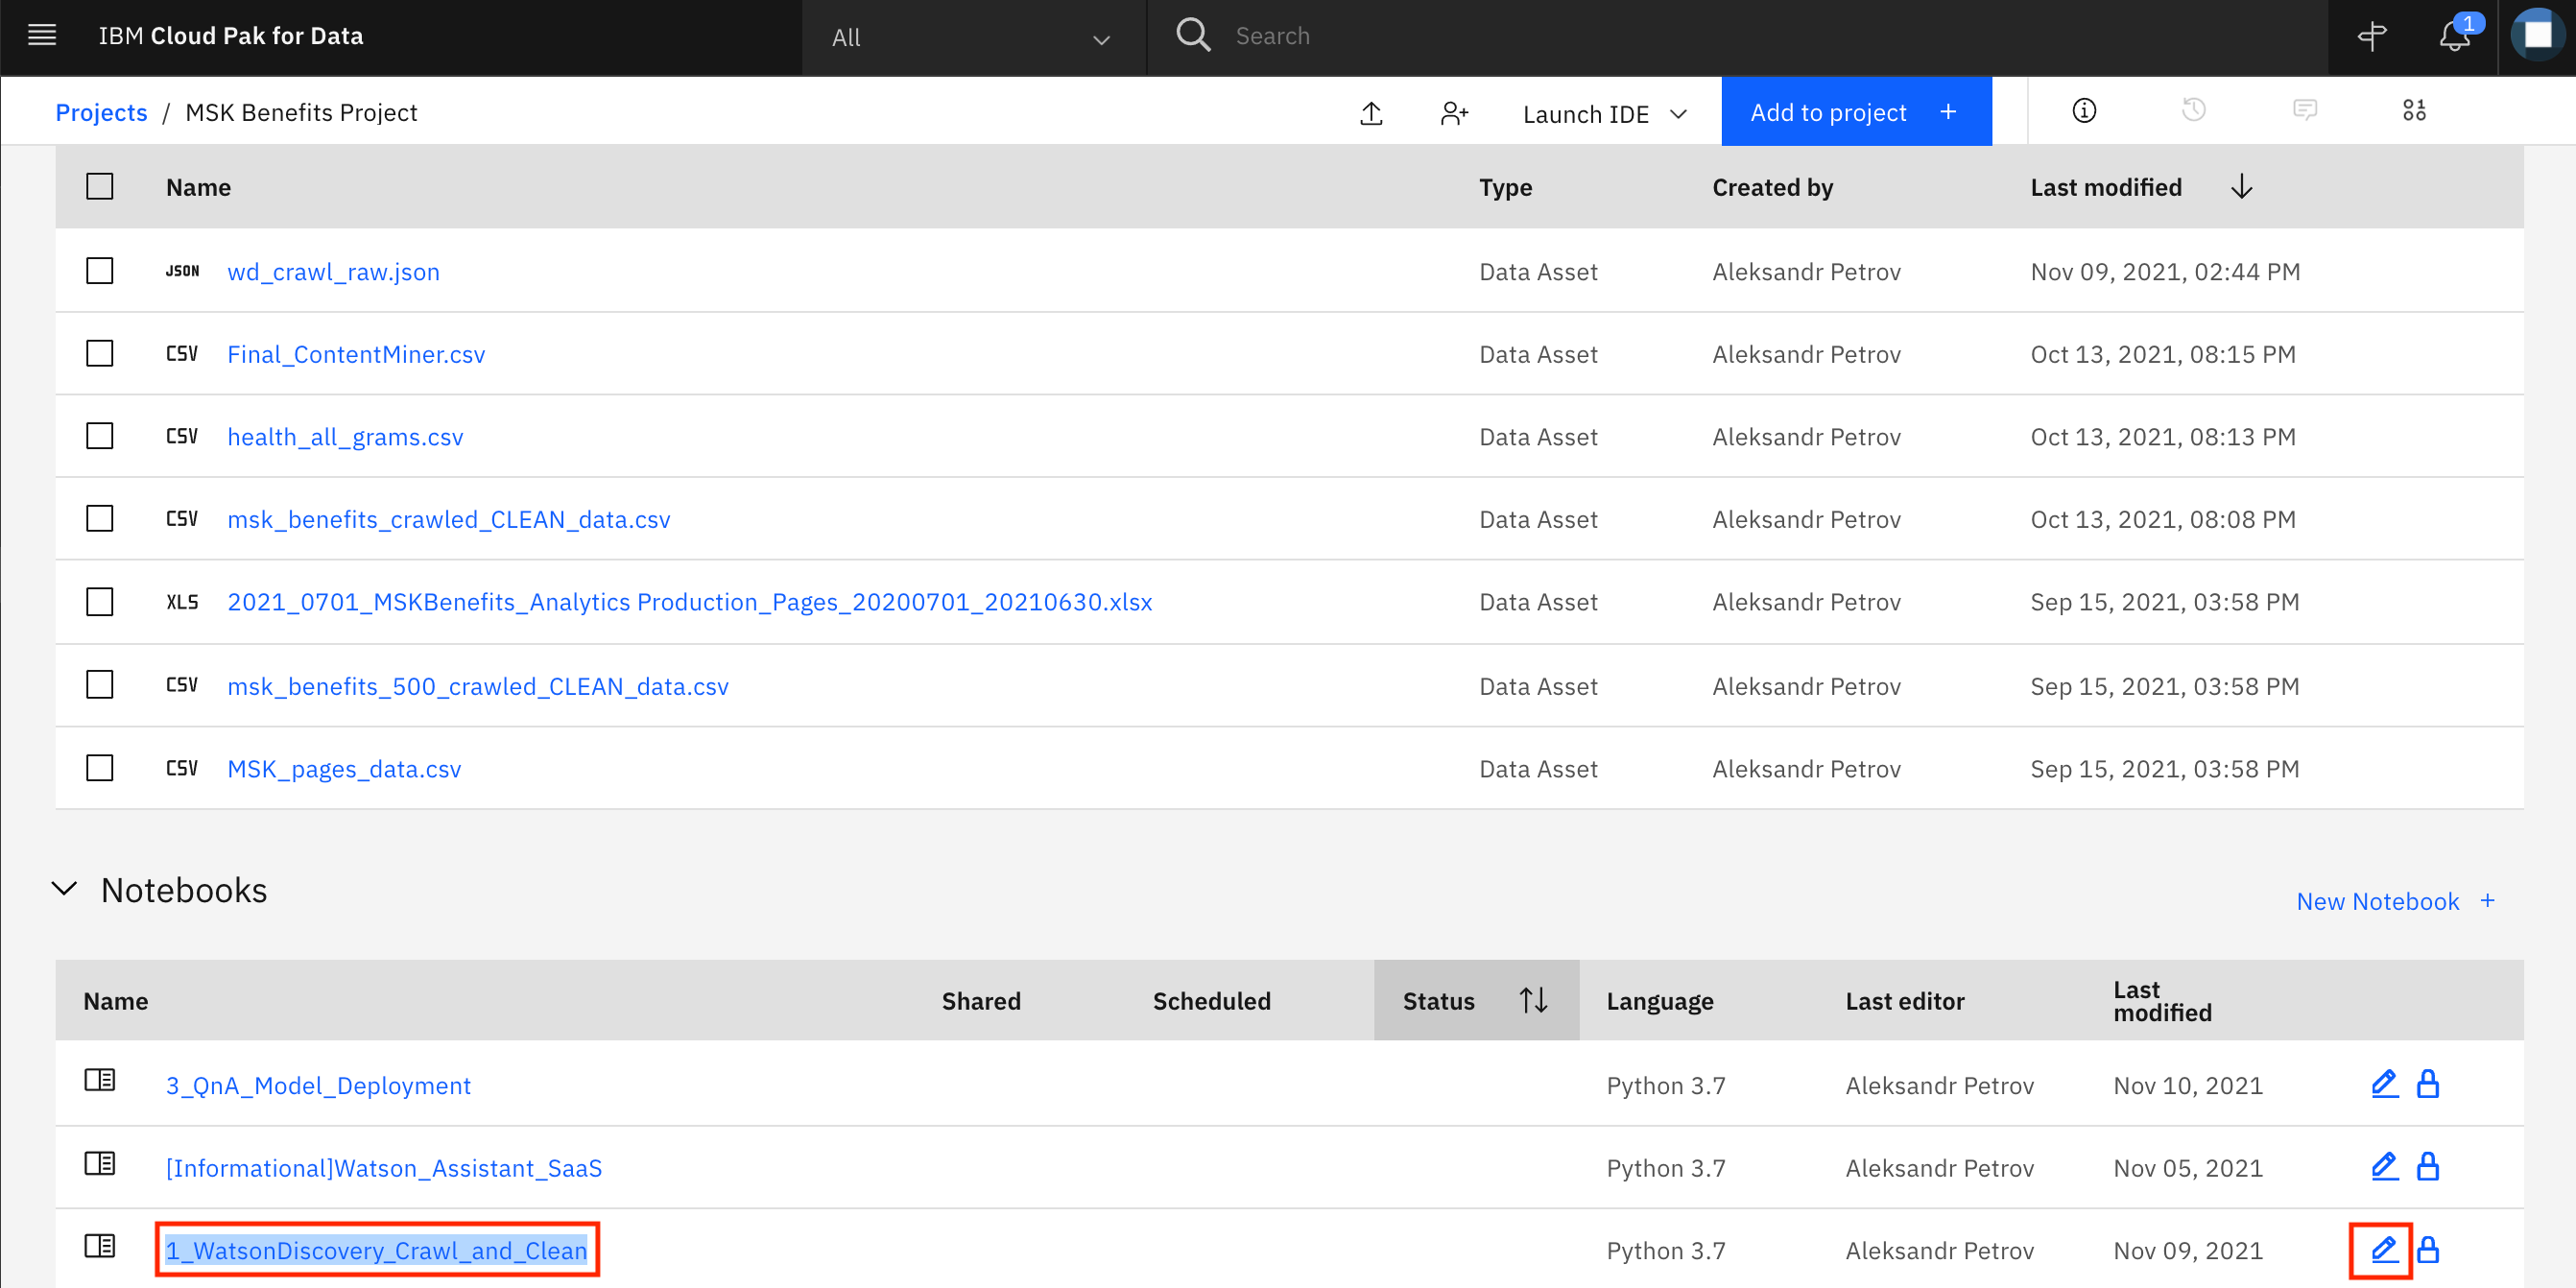 IBM Cloud Pak for Data All Search 1
Projects / MSK Benefits Project Launch IDE Add to project +
Name Type Created by Last modified
JSON wd_crawl_raw.json Data Asset Aleksandr Petrov Nov 09, 2021, 02:44 PM
CSV Final_ContentMiner.csv Data Asset Aleksandr Petrov Oct 13, 2021, 08:15 PM
CSV health_all_grams.csv Data Asset Aleksandr Petrov Oct 13, 2021, 08:13 PM
CSV msk_benefits_crawled_CLEAN_data.csv Data Asset Aleksandr Petrov Oct 13, 2021, 08:08 PM
XLS 2021_0701_MSKBenefits_Analytics Production_Pages_20200701_20210630.xlsx Data Asset Aleksandr Petrov Sep 15, 2021, 03:58 PM
CSV msk_benefits_500_crawled_CLEAN_data.csv Data Asset Aleksandr Petrov Sep 15, 2021, 03:58 PM
CSV MSK_pages_data.csv Data Asset Aleksandr Petrov Sep 15, 2021, 03:58 PM
Notebooks
New Notebook +
Name Shared Scheduled Status Language Last editor Last modified
3_QnA_Model_Deployment Python 3.7 Aleksandr Petrov Nov 10, 2021
[Informational]Watson_Assistant_SaaS Python 3.7 Aleksandr Petrov Nov 05, 2021
1_WatsonDiscovery_Crawl_and_Clean Python 3.7 Aleksandr Petrov Nov 09, 2021